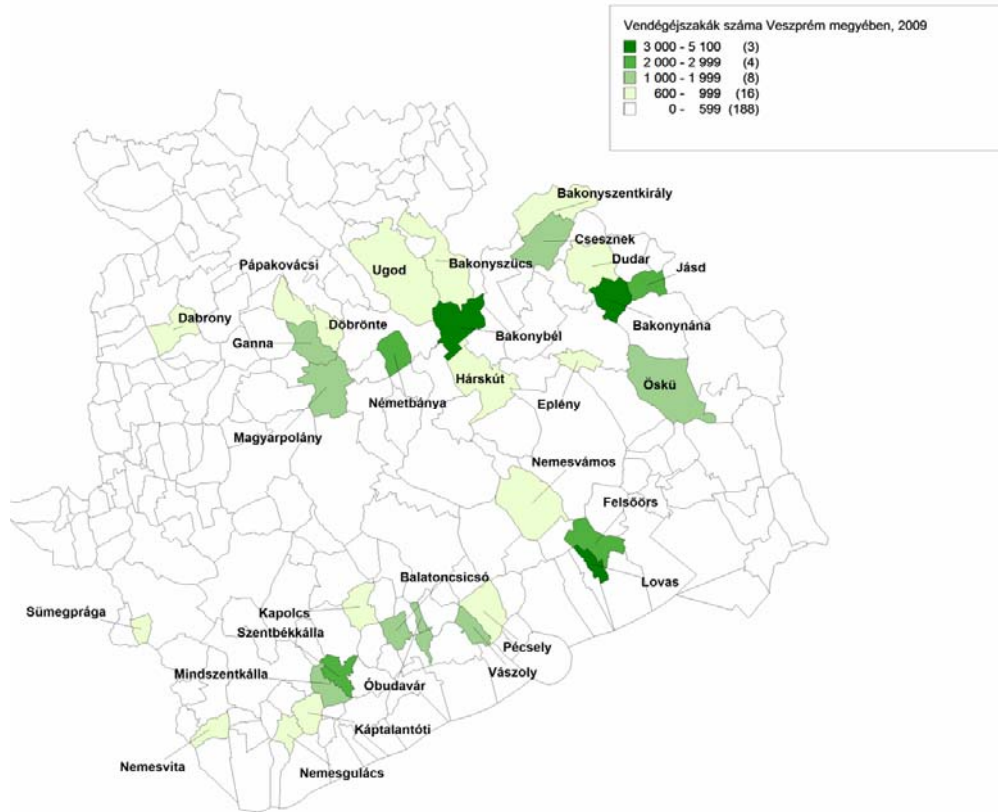 Vendégéjszakák száma Veszprém megyében, 2009
3 000 - 5 100 (3)
2 000 - 2 999 (4)
1 000 - 1 999 (8)
600 - 999 (16)
0 - 599 (188)
Bakonyszentkirály
Csesznek
Dudar
Jásd
Pápakovácsi
Ugod
Bakonyszücs
Dabrony
Döbrönte
Bakonynána
Ganna
Bakonybél
Hárskút
Öskü
Németbánya
Eplény
Magyarpolány
Nemesvámos
Felsőörs
Balatoncsicsó
Lovas
Sümegprága
Kapolcs
Szentbékkálla
Pécsely
Mindszentkálla
Óbudavár
Vászoly
Káptalantóti
Nemesvita
Nemesgulács